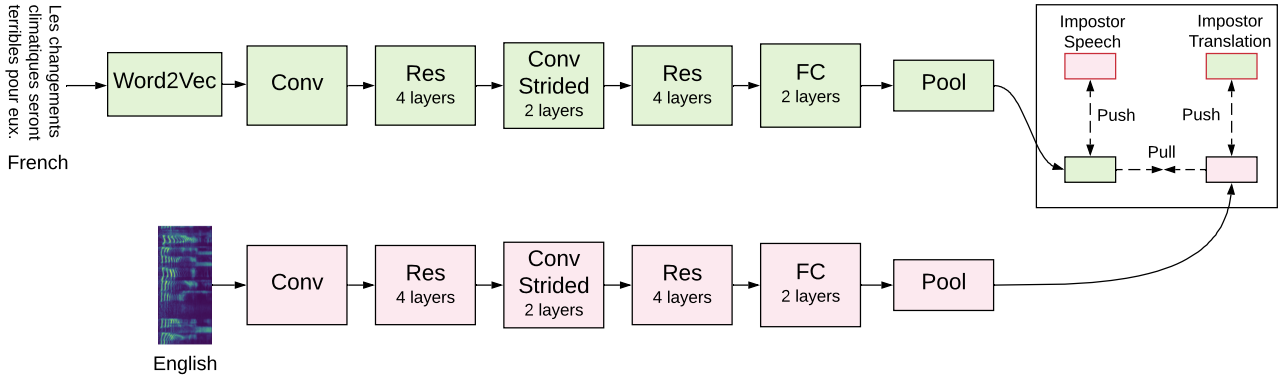 Les changements
climatiques seront
terribles pour eux.
French
Word2Vec
Conv
Res
4 layers
Conv
Strided
2 layers
Res
4 layers
FC
2 layers
Pool
Impostor
Speech
Impostor
Translation
Push
Push
Pull
English
Conv
Res
4 layers
Conv
Strided
2 layers
Res
4 layers
FC
2 layers
Pool